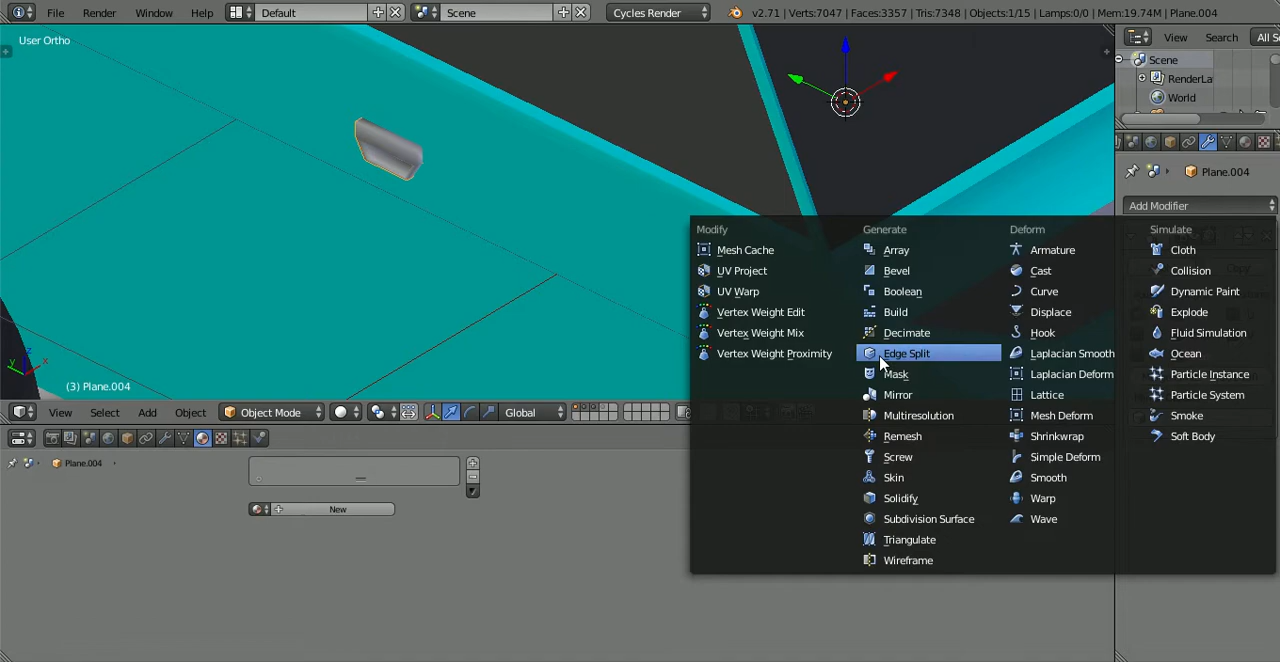 File Render Window Help Default Scene Cycles Render v2.71 | Verts:7047 | Faces:3357 | Tris:7348 | Objects:1/15 | Lamps:0/0 | Mem:19.74M | Plane.004
User Ortho
View Search All S
Scene
RenderLa
World
Plane.004
Add Modifier
Modify Generate Deform Simulate
Mesh Cache Array Armature Cloth
UV Project Bevel Cast Collision
UV Warp Boolean Curve Dynamic Paint
Vertex Weight Edit Build Displace Explode
Vertex Weight Mix Decimate Hook Fluid Simulation
Vertex Weight Proximity Edge Split Laplacian Smooth Ocean
Mask Laplacian Deform Particle Instance
Mirror Lattice Particle System
Multiresolution Mesh Deform Smoke
Remesh Shrinkwrap Soft Body
Screw Simple Deform
Skin Smooth
Solidify Warp
Subdivision Surface Wave
Triangulate
Wireframe
z
y x
(3) Plane.004
View Select Add Object Object Mode Global
Plane.004
New